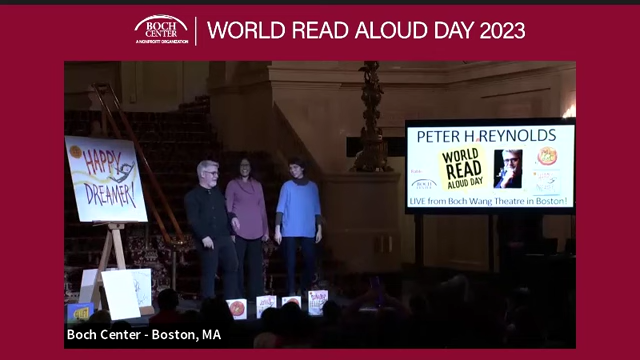 BOCH
CENTER
A NONPROFIT ORGANIZATION
WORLD READ ALOUD DAY 2023
HAPPY
DREAMER!
PETER H REYNOLDS
WORLD
READ
ALOUD DAY
BOCH
LIVE from Boch Wang Theatre in Boston!
Boch Center - Boston, MA